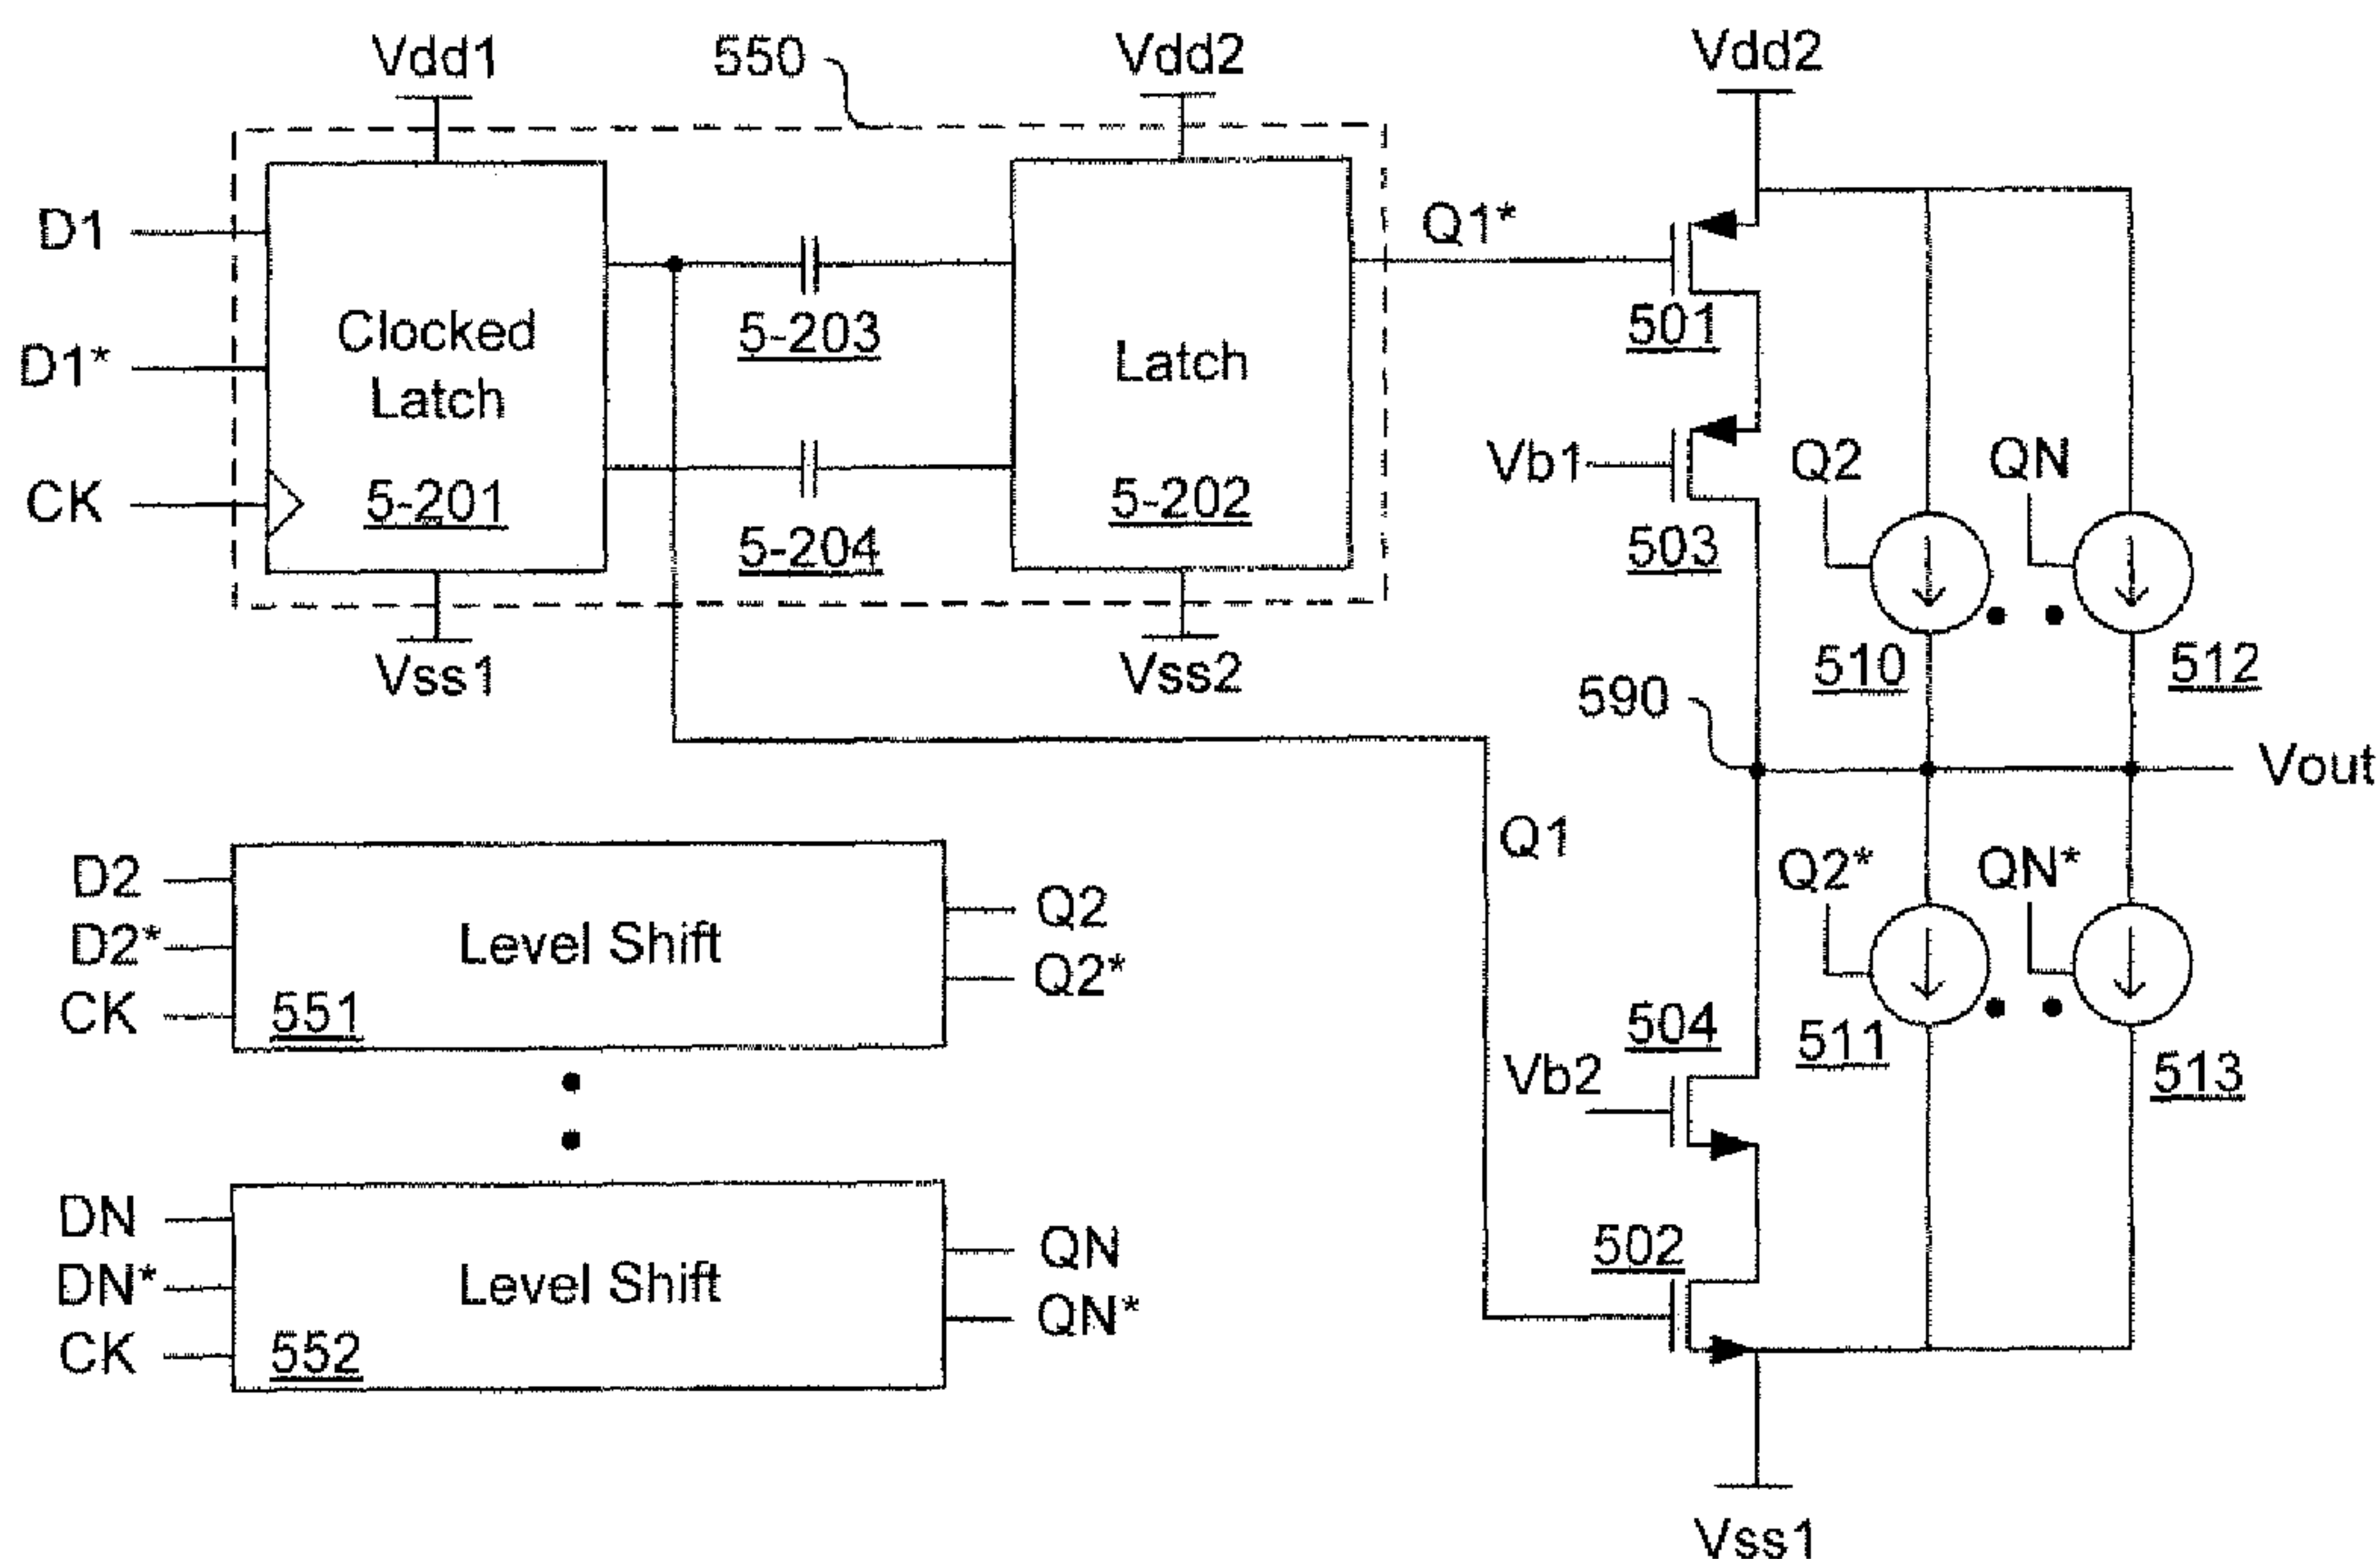 Vdd1
550
Vdd2
Vdd2
D1
D1*
CK
Clocked
Latch
5-201
5-203
5-204
Latch
5-202
Vss1
Vss2
Q1*
501
Vb1
503
Q2
QN
510
512
590
Vout
Q1
Q2*
QN*
511
513
504
Vb2
502
Vss1
D2
D2*
CK
Level Shift
551
Q2
Q2*
DN
DN*
CK
Level Shift
552
QN
QN*